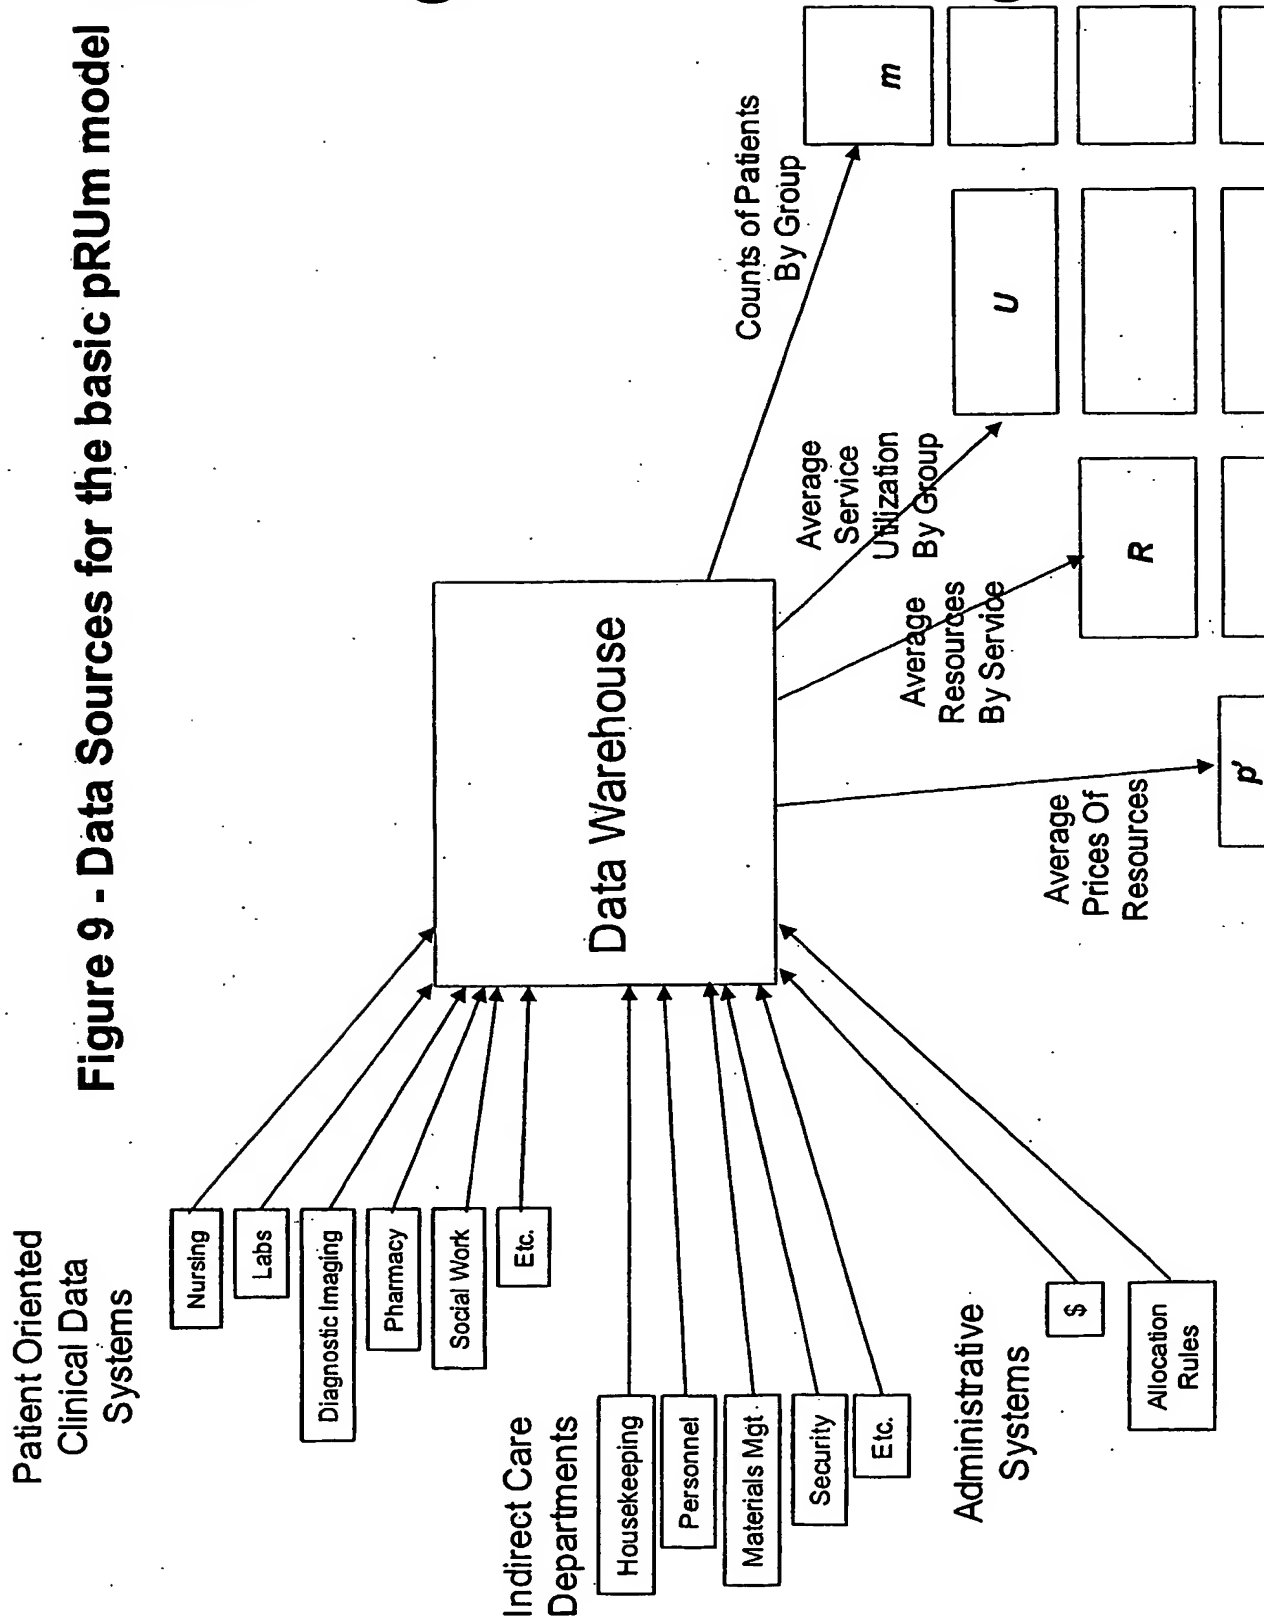 Figure 9 - Data Sources for the basic pRUm model
Patient Oriented
Clinical Data
Systems
Nursing
Labs
Diagnostic Imaging
Pharmacy
Social Work
Etc.
Indirect Care
Departments
Housekeeping
Personnel
Materials Mgt
Security
Etc.
Administrative
Systems
$
Allocation
Rules
Data Warehouse
Counts of Patients
By Group
Average
Service
Utilization
By Group
Average
Resources
By Service
Average
Prices Of
Resources
m
U
R
p'